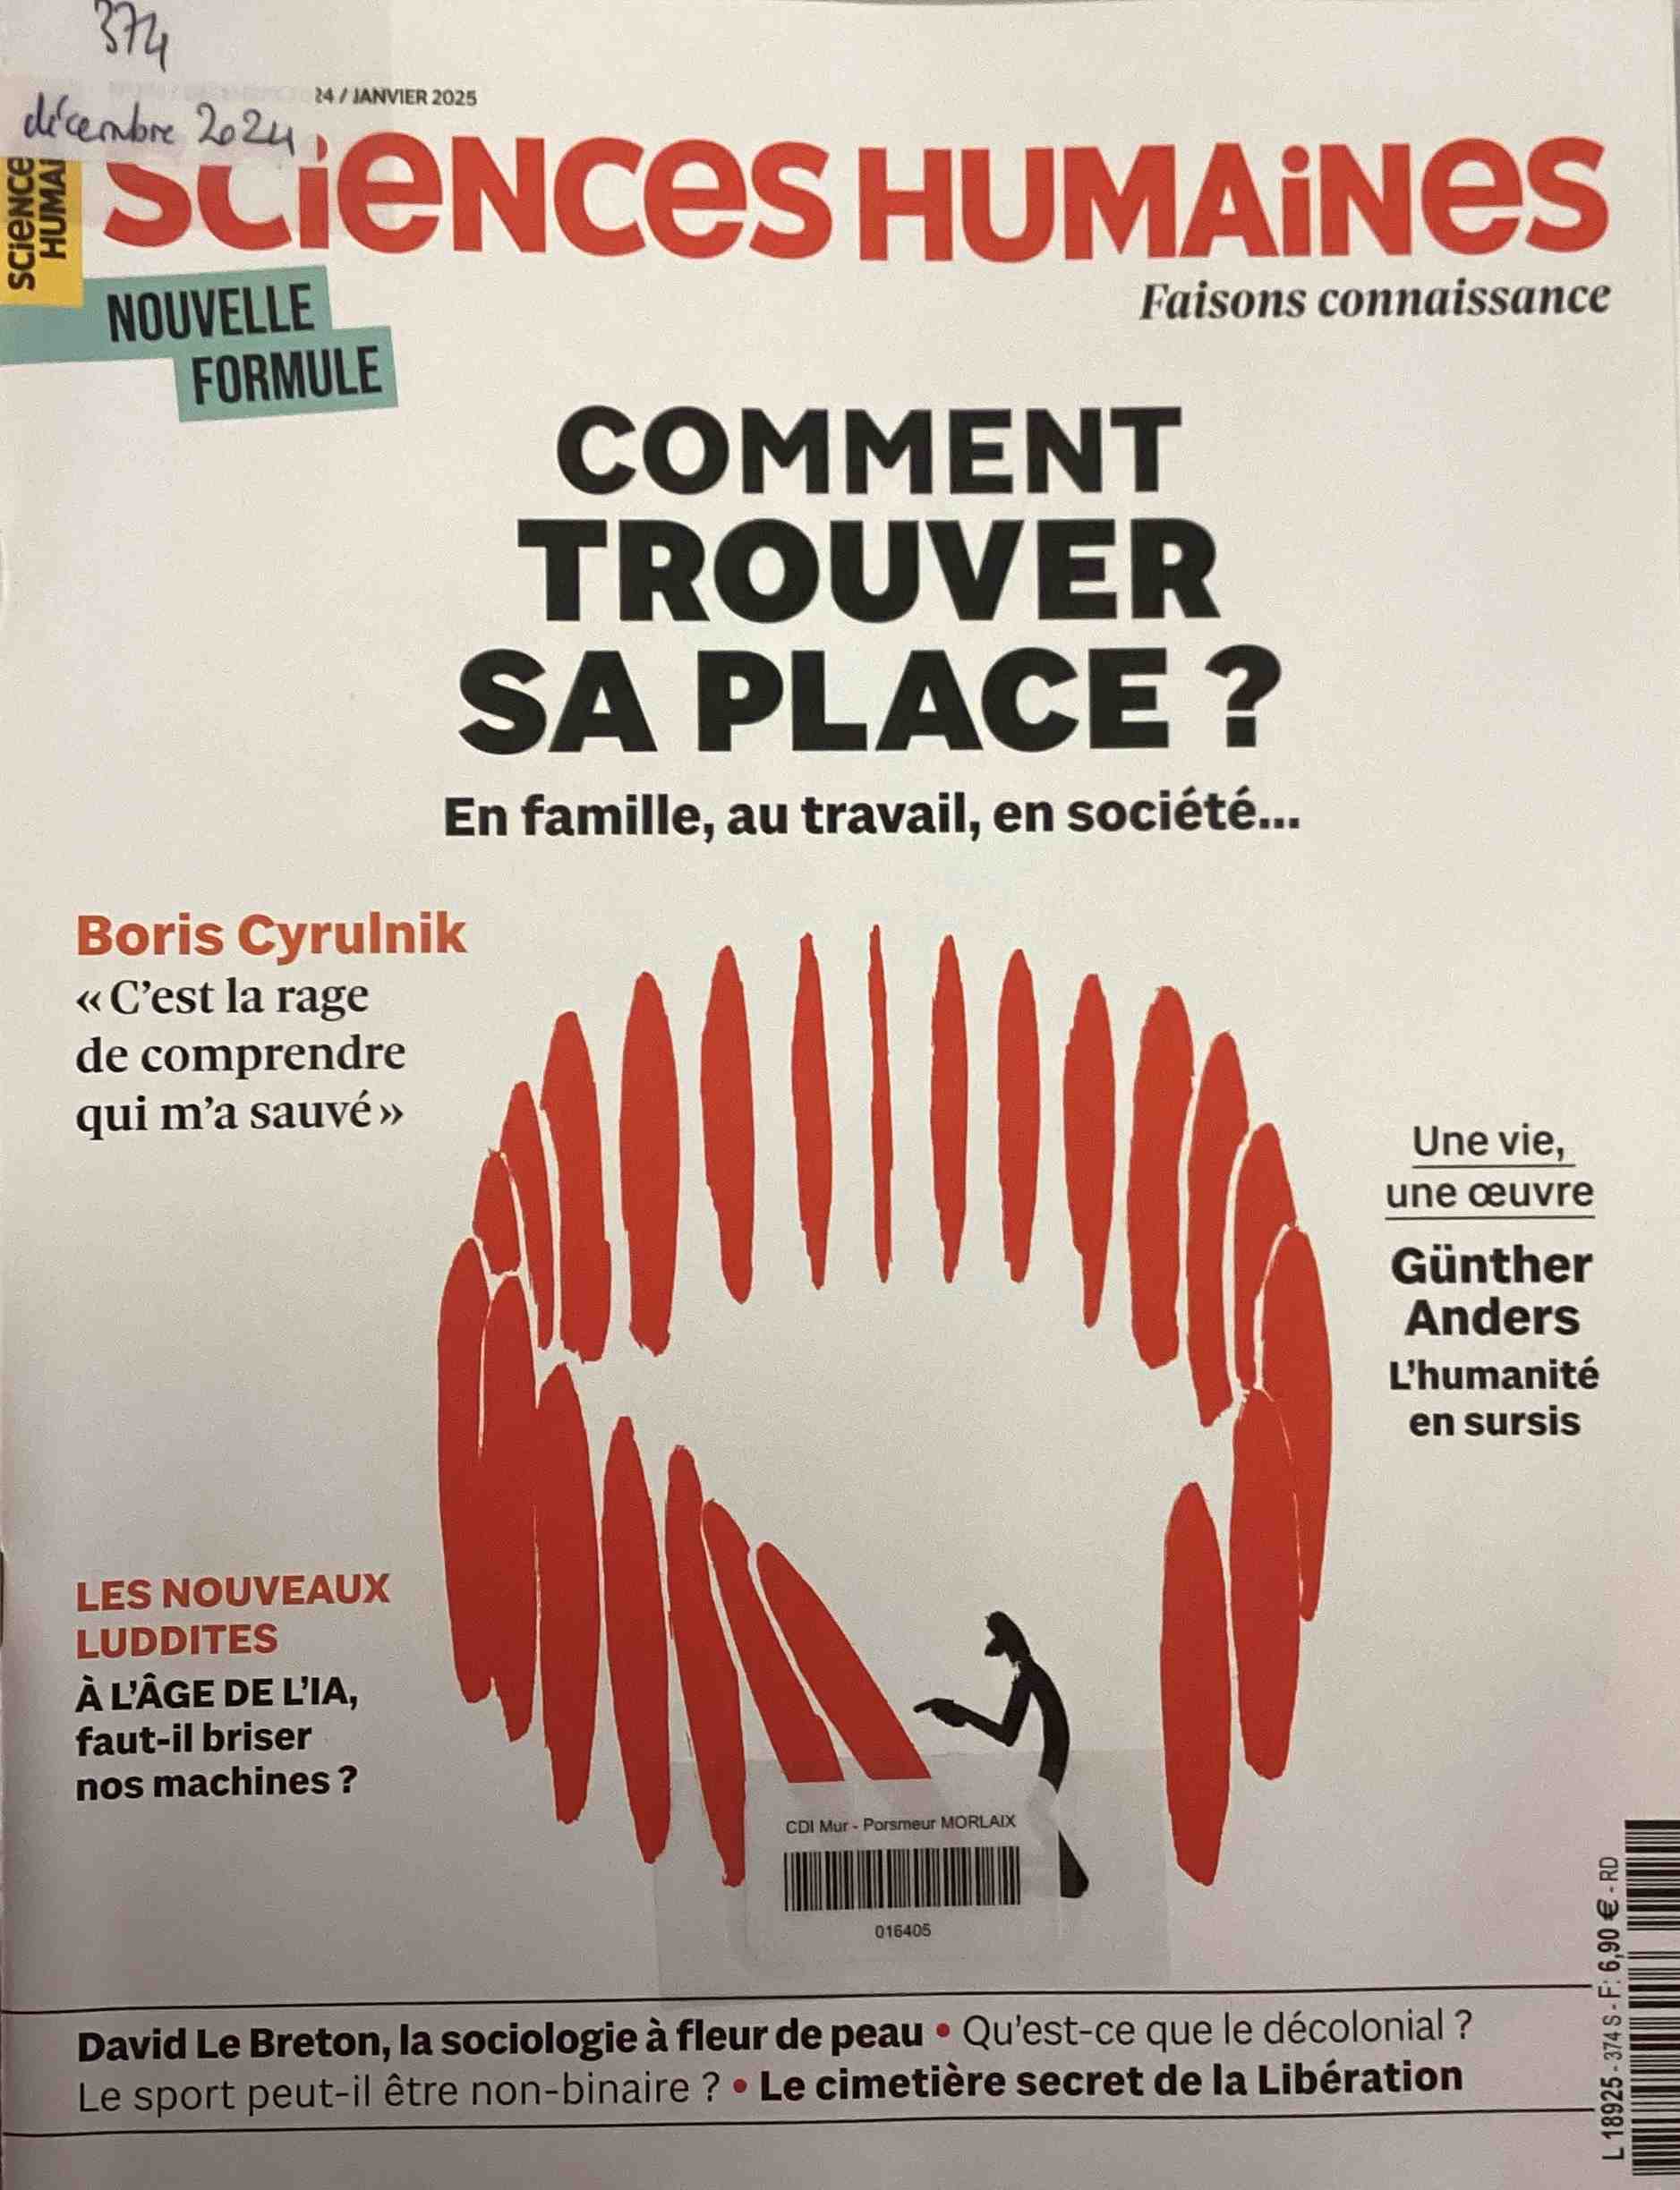 374
décembre 2024
24 / JANVIER 2025
SCIENCES HUMAINES
SCIENCE
HUMAI
Faisons connaissance
NOUVELLE
FORMULE
COMMENT
TROUVER
SA PLACE ?
En famille, au travail, en société...
Boris Cyrulnik
« C'est la rage
de comprendre
qui m'a sauvé »
Une vie,
une œuvre
Günther
Anders
L'humanité
en sursis
LES NOUVEAUX
LUDDITES
À L'ÂGE DE L'IA,
faut-il briser
nos machines ?
CDI Mur - Porsmeur MORLAIX
016405
David Le Breton, la sociologie à fleur de peau • Qu'est-ce que le décolonial ?
Le sport peut-il être non-binaire ? • Le cimetière secret de la Libération
L 18925 - 374 S - F: 6,90 € - RD